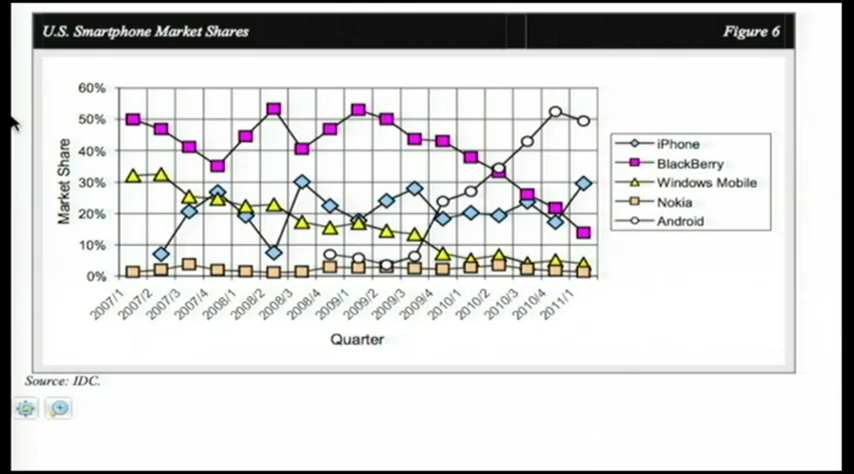 U.S. Smartphone Market Shares
Figure 6
60%
50%
40%
30%
20%
10%
0%
Market Share
2007/1
2007/2
2007/3
2007/4
2008/1
2008/2
2008/3
2008/4
2009/1
2009/2
2009/3
2009/4
2010/1
2010/2
2010/3
2010/4
2011/1
Quarter
iPhone
BlackBerry
Windows Mobile
Nokia
Android
Source: IDC.